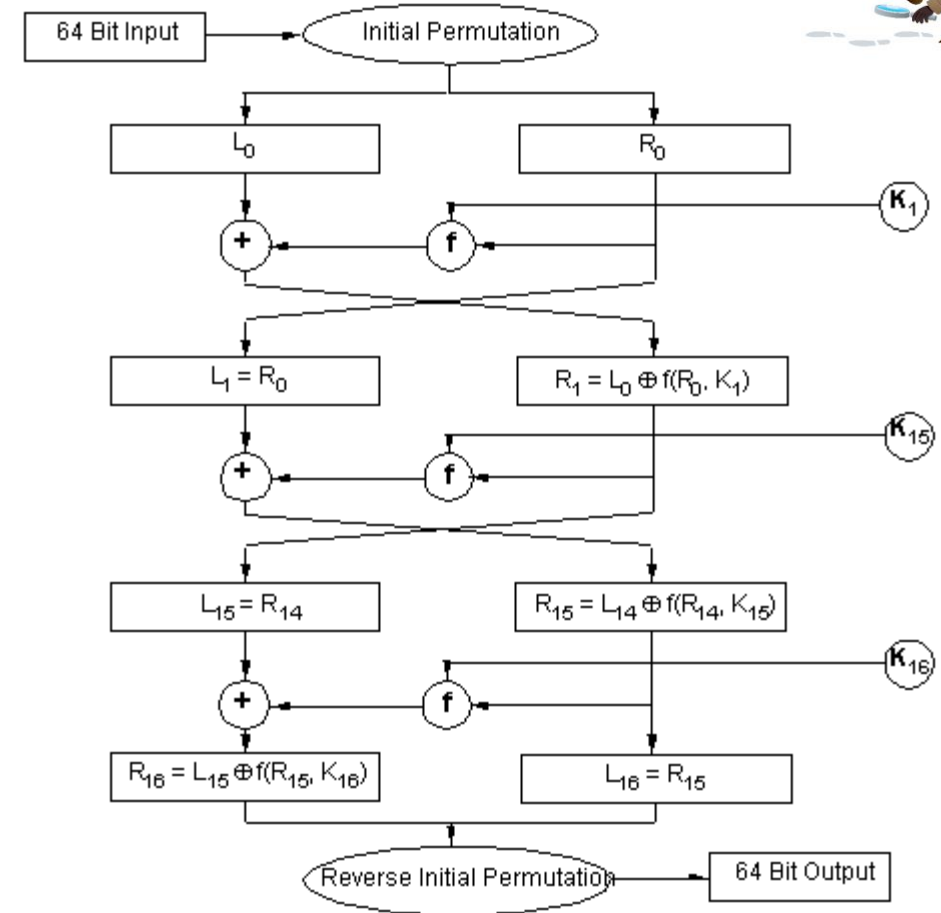 64 Bit Input
Initial Permutation
L₀
R₀
K₁
+
f
L₁ = R₀
R₁ = L₀ ⊕ f(R₀, K₁)
K₁₅
+
f
L₁₅ = R₁₄
R₁₅ = L₁₄ ⊕ f(R₁₄, K₁₅)
K₁₆
+
f
R₁₆ = L₁₅ ⊕ f(R₁₅, K₁₆)
L₁₆ = R₁₅
Reverse Initial Permutation
64 Bit Output